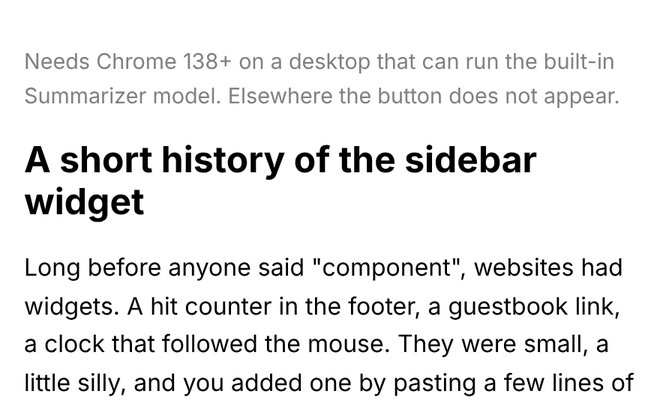 Needs Chrome 138+ on a desktop that can run the built-in
Summarizer model. Elsewhere the button does not appear.
A short history of the sidebar
widget
Long before anyone said "component", websites had
widgets. A hit counter in the footer, a guestbook link,
a clock that followed the mouse. They were small, a
little silly, and you added one by pasting a few lines of